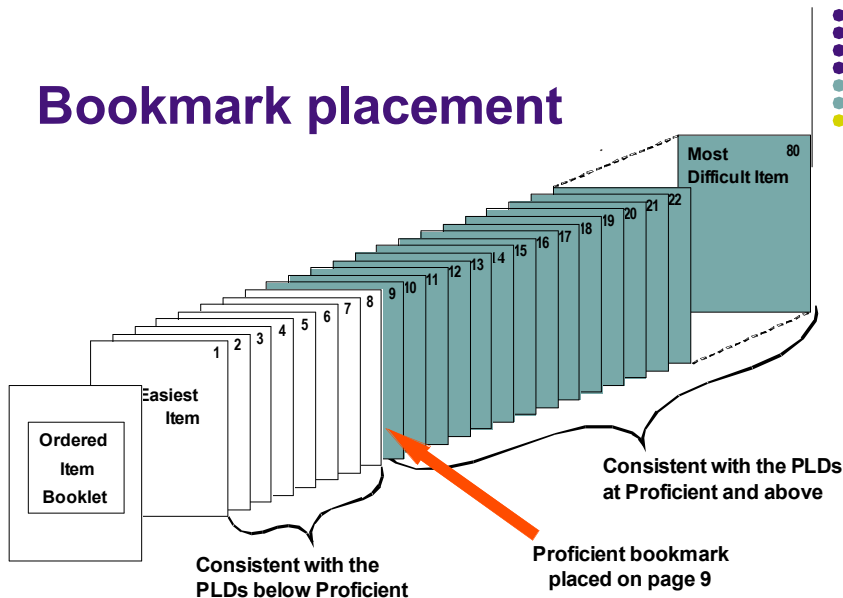 Bookmark placement
Most 80
Difficult Item
22
21
20
19
18
17
16
15
14
13
12
11
10
9
8
7
6
5
4
3
2
1
Easiest
Item
Ordered
Item
Booklet
Consistent with the PLDs
at Proficient and above
Proficient bookmark
placed on page 9
Consistent with the
PLDs below Proficient